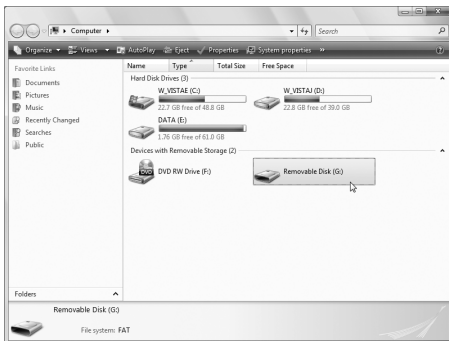 Computer
Search
Organize Views AutoPlay Eject Properties System properties »
Favorite Links
Documents
Pictures
Music
Recently Changed
Searches
Public
Folders
Name Type Total Size Free Space
Hard Disk Drives (3)
W_VISTAE (C:)
22.7 GB free of 48.8 GB
W_VISTAJ (D:)
22.8 GB free of 39.0 GB
DATA (E:)
1.76 GB free of 61.0 GB
Devices with Removable Storage (2)
DVD RW Drive (F:)
Removable Disk (G:)
Removable Disk (G:)
File system: FAT